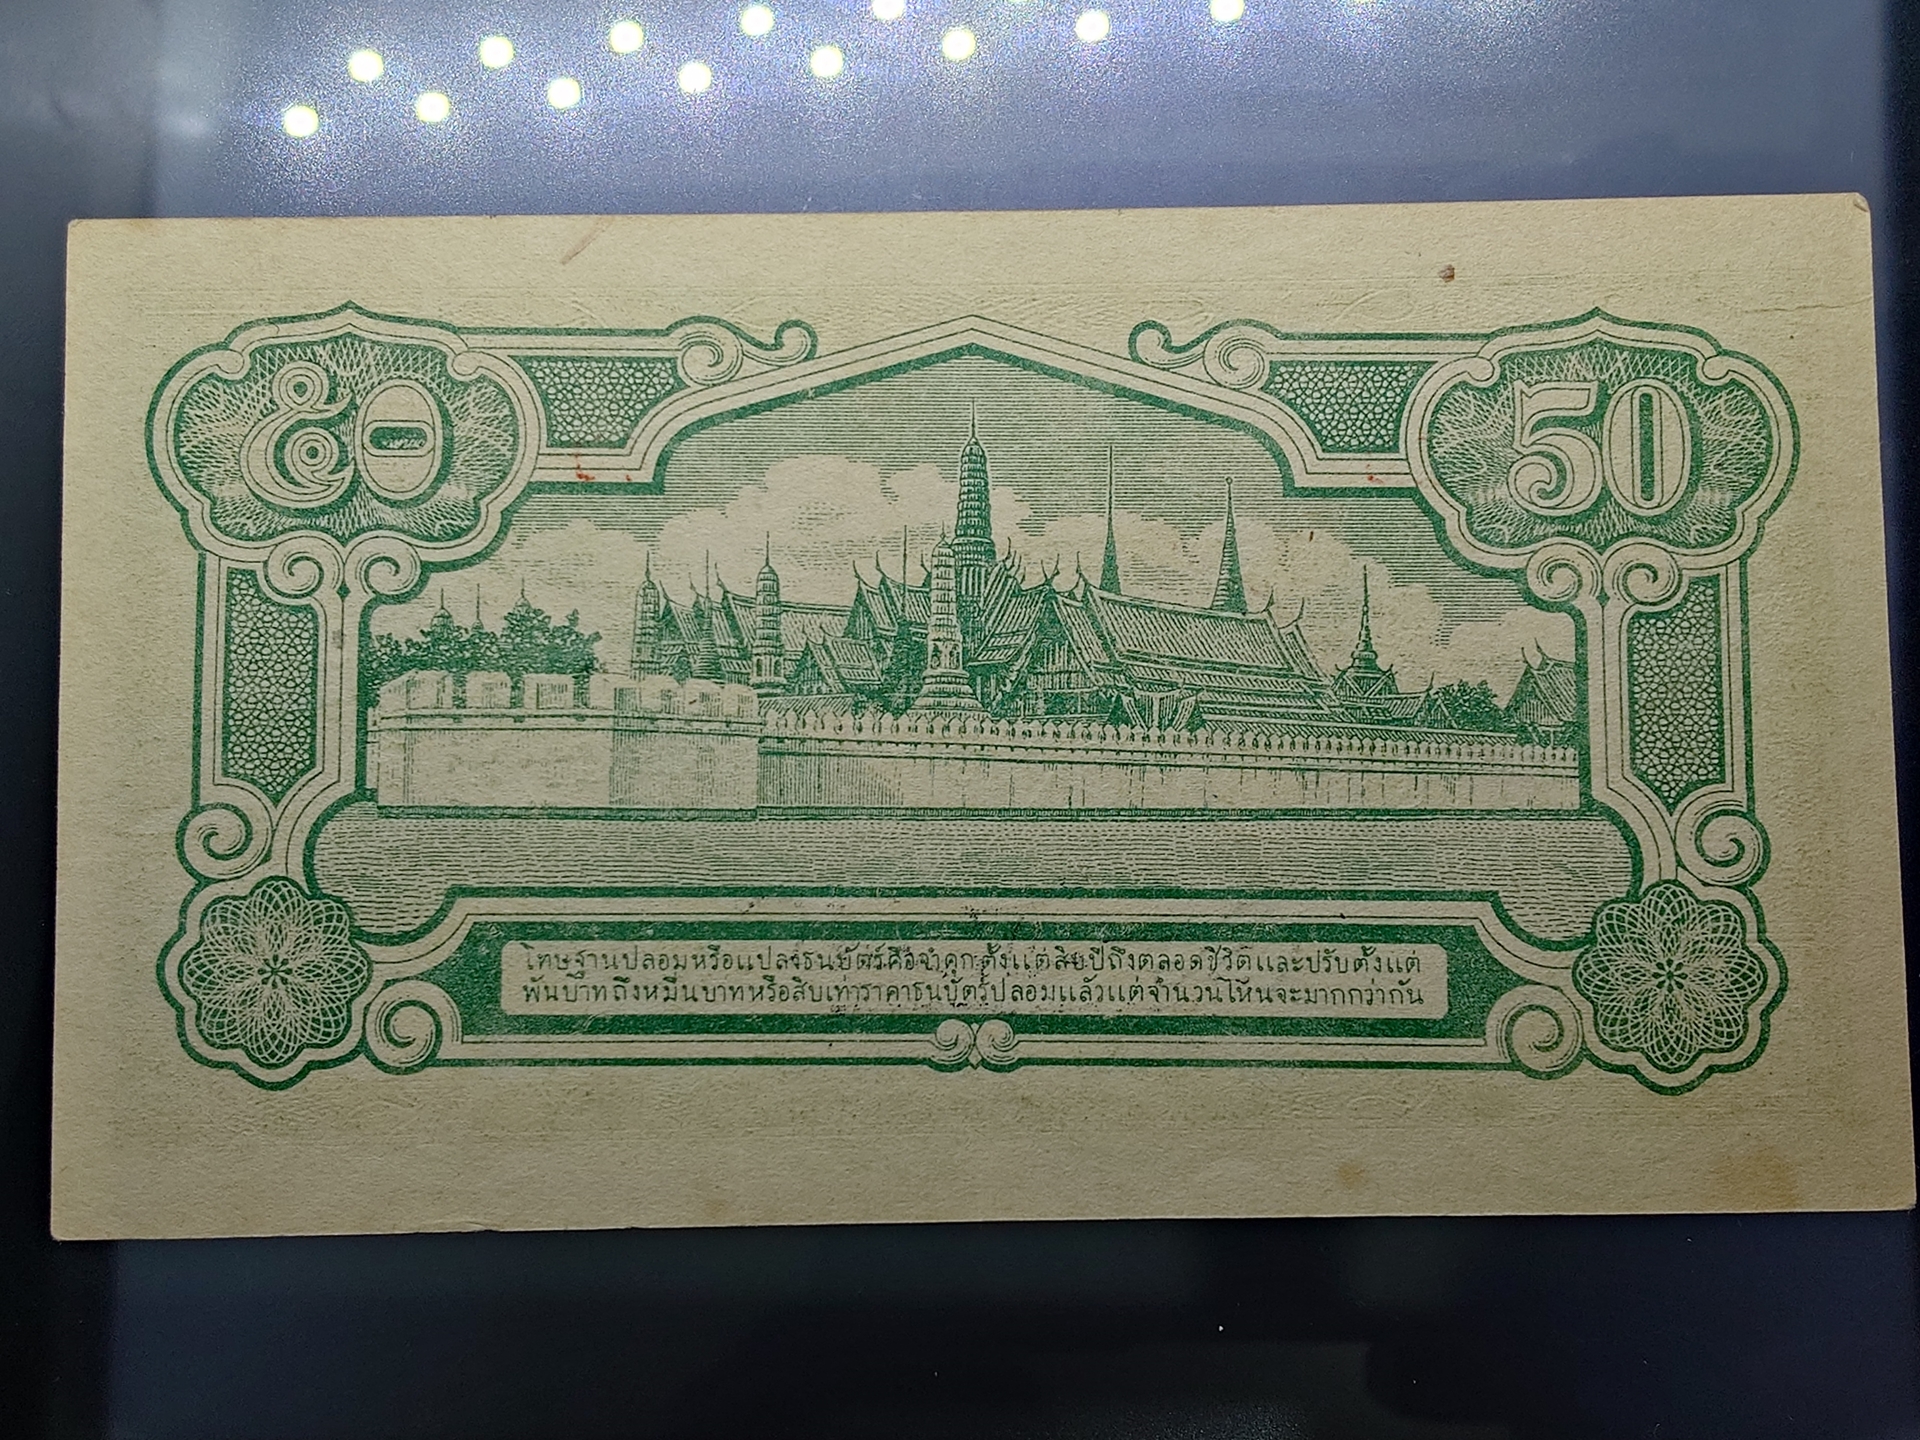 ๕๐
50
โทษฐานปลอมหรือแปลงธนบัตร์คือจำคุกตั้งแต่สิบปีถึงตลอดชีวิตและปรับตั้งแต่
พันบาทถึงหมื่นบาทหรือสิบเท่าราคาธนบัตร์ปลอมแล้วแต่จำนวนไหนจะมากกว่ากัน